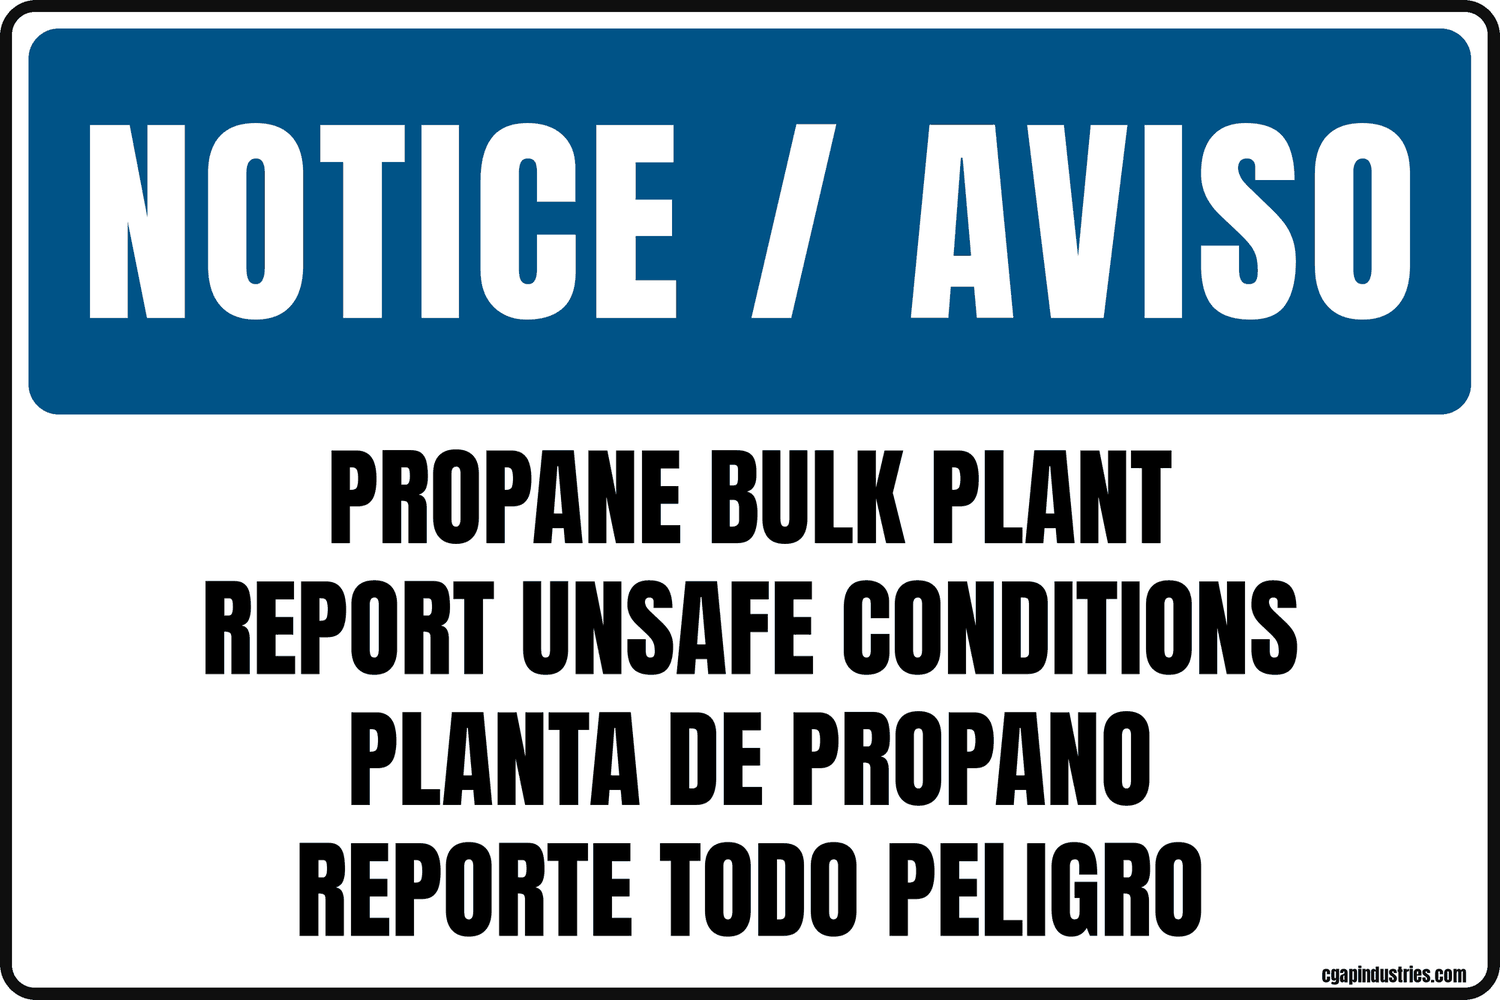 NOTICE / AVISO
PROPANE BULK PLANT
REPORT UNSAFE CONDITIONS
PLANTA DE PROPANO
REPORTE TODO PELIGRO
cgapindustries.com